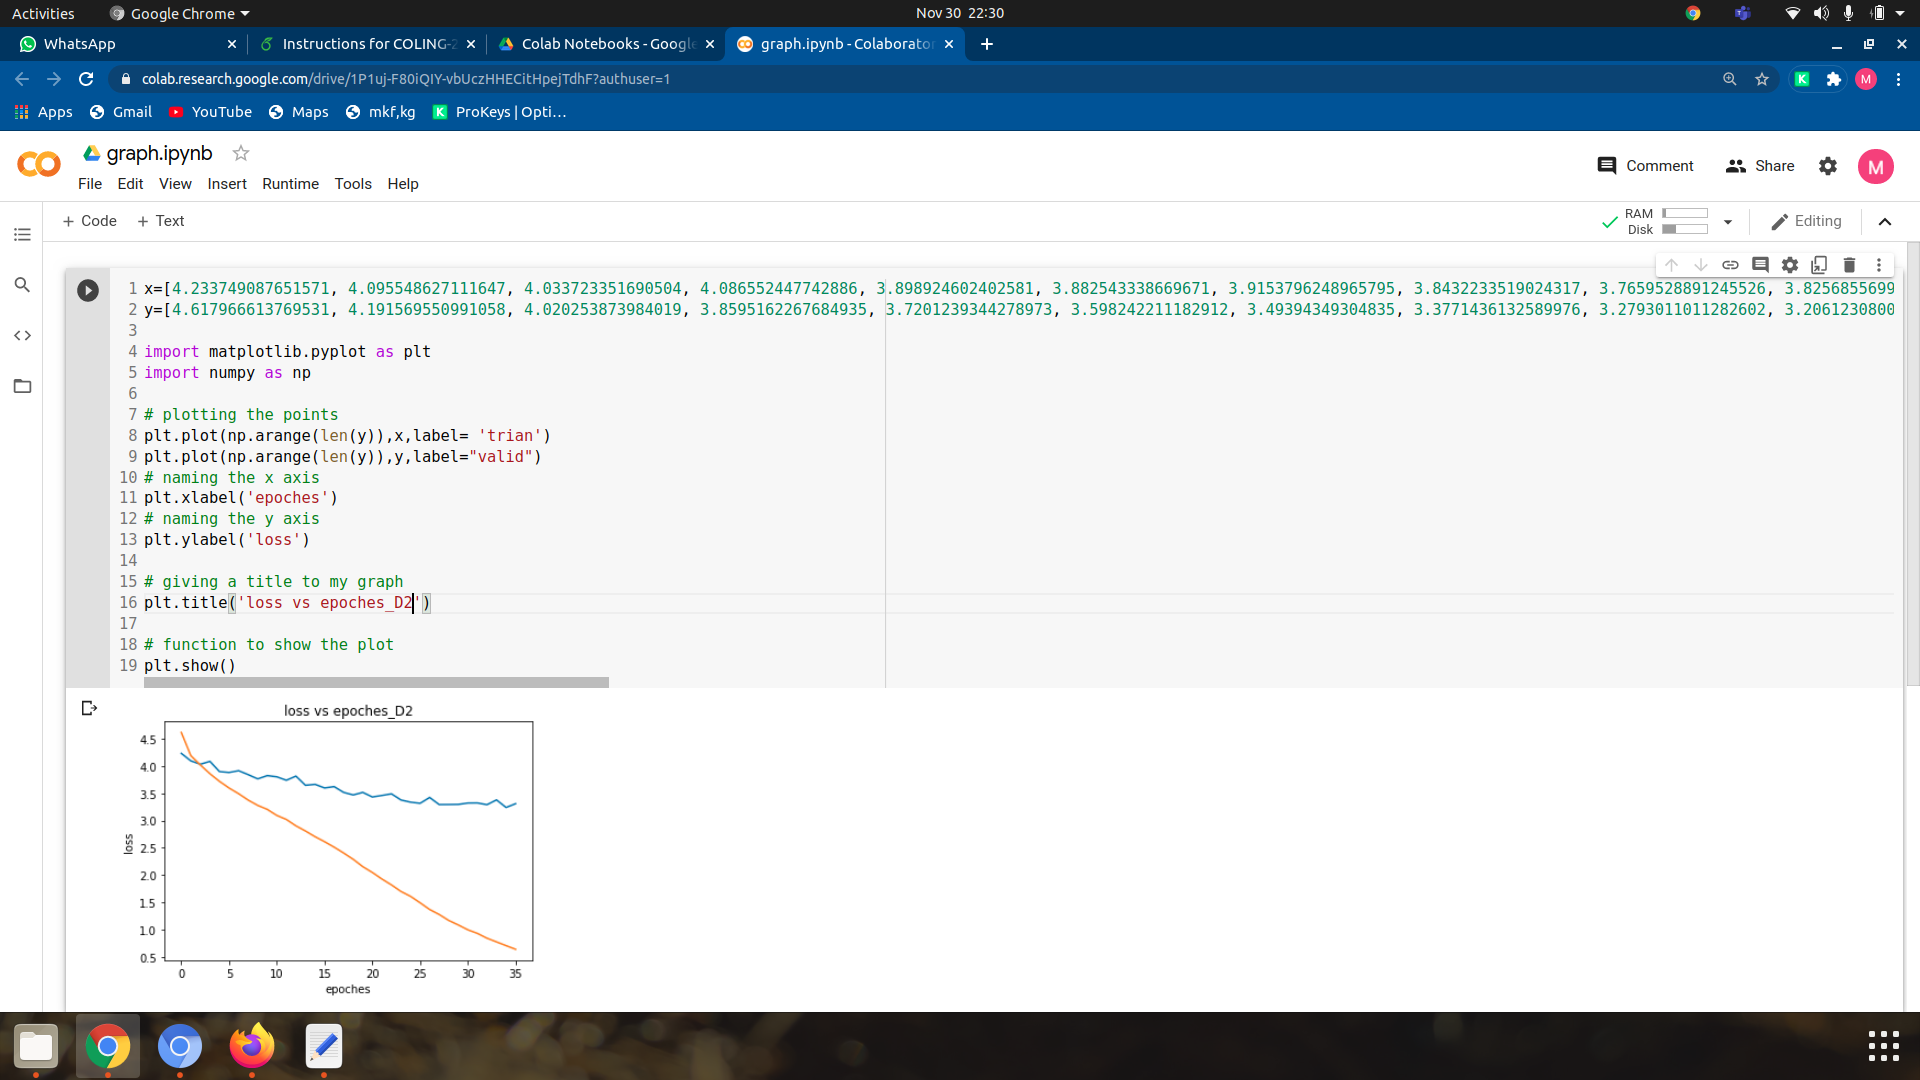 Activities Google Chrome Nov 30 22:30
WhatsApp Instructions for COLING-2 Colab Notebooks - Google graph.ipynb - Colaborator
colab.research.google.com/drive/1P1uj-F80iQIY-vbUczHHECitHpejTdhF?authuser=1
Apps Gmail YouTube Maps mkf,kg ProKeys | Opti...
graph.ipynb
File Edit View Insert Runtime Tools Help
Comment Share M
+ Code + Text
RAM
Disk
Editing
1 x=[4.233749087651571, 4.095548627111647, 4.033723351690504, 4.086552447742886, 3.898924602402581, 3.882543338669671, 3.9153796248965795, 3.8432233519024317, 3.7659528891245526, 3.8256855699
2 y=[4.617966613769531, 4.191569550991058, 4.020253873984019, 3.8595162267684935, 3.7201239344278973, 3.598242211182912, 3.49394349304835, 3.3771436132589976, 3.2793011011282602, 3.2061230800
3
4 import matplotlib.pyplot as plt
5 import numpy as np
6
7 # plotting the points
8 plt.plot(np.arange(len(y)),x,label= 'trian')
9 plt.plot(np.arange(len(y)),y,label="valid")
10 # naming the x axis
11 plt.xlabel('epoches')
12 # naming the y axis
13 plt.ylabel('loss')
14
15 # giving a title to my graph
16 plt.title('loss vs epoches_D2')
17
18 # function to show the plot
19 plt.show()
loss vs epoches_D2
4.5
4.0
3.5
3.0
2.5
2.0
1.5
1.0
0.5
loss
0 5 10 15 20 25 30 35
epoches